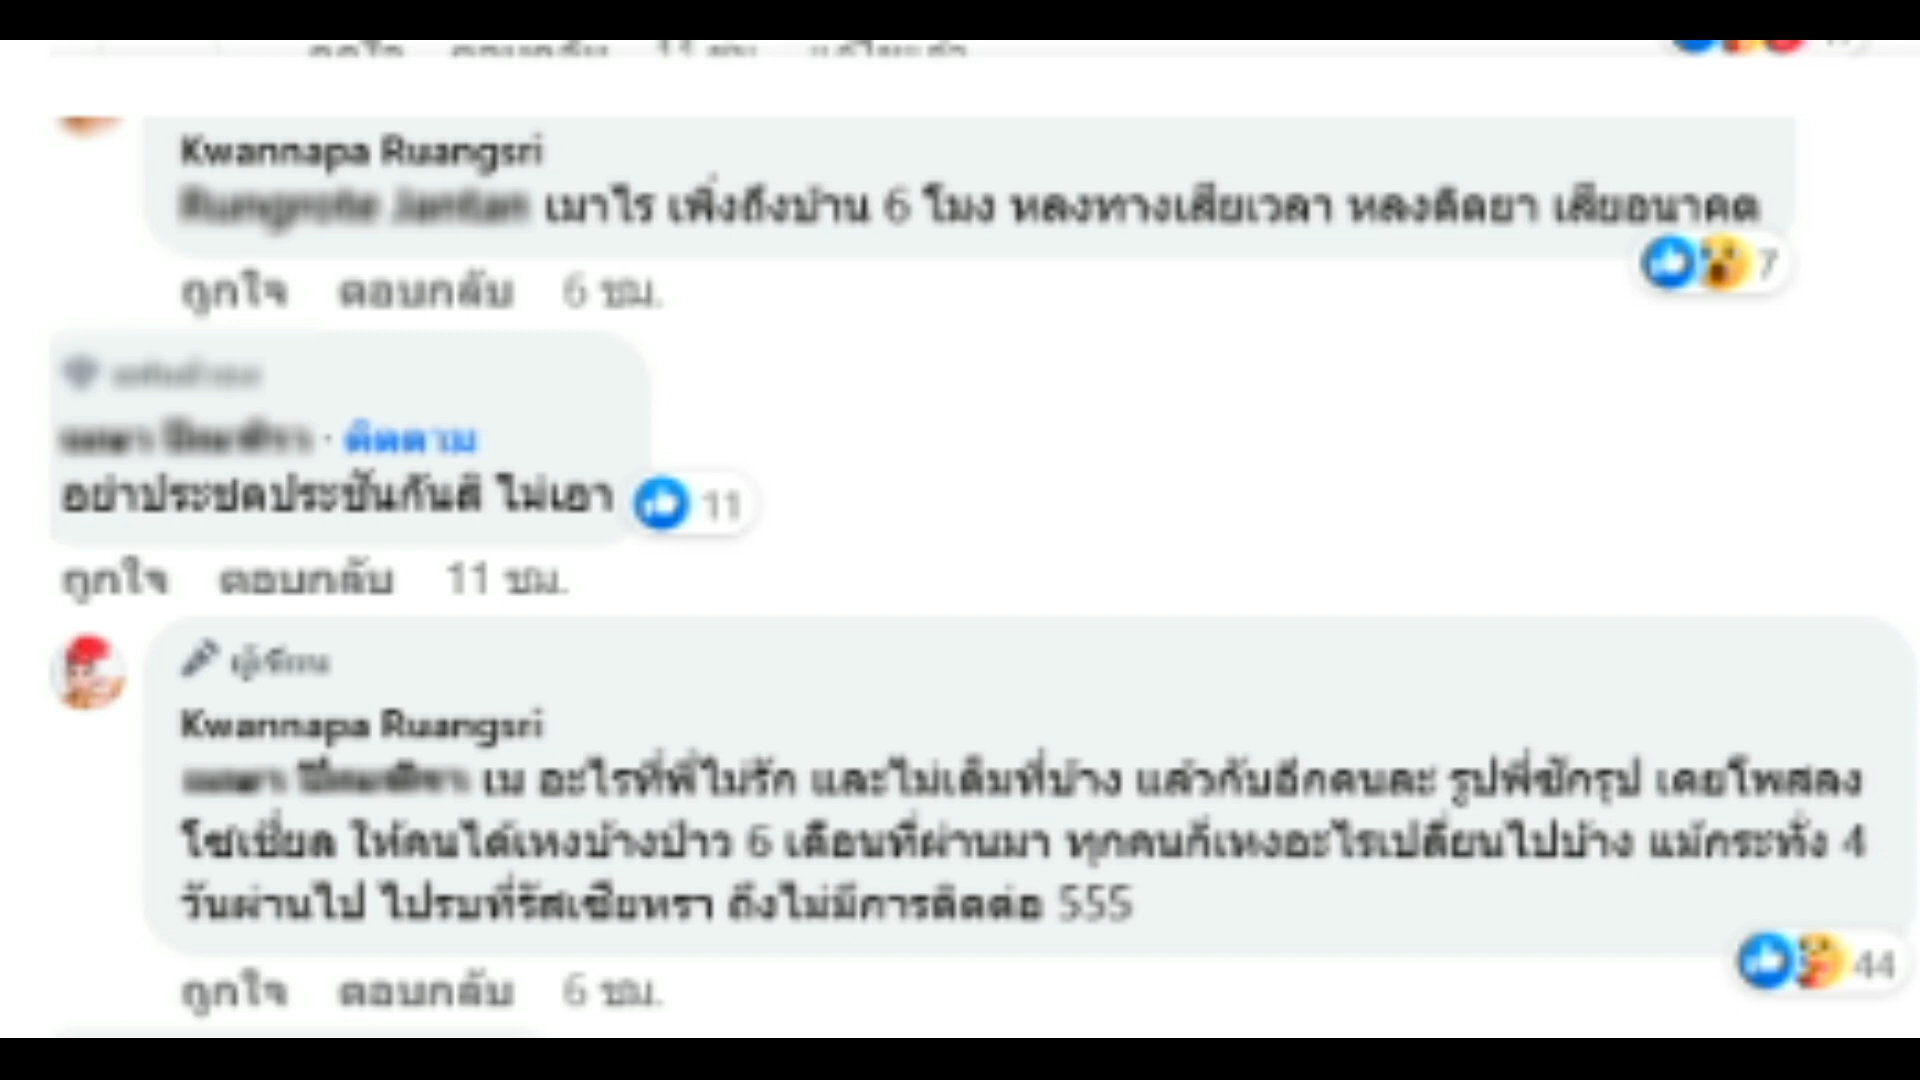 Kwannapa Ruangsri
Rungrote Jantan เมาไร เพิ่งถึงบ้าน 6 โมง หลงทางเสียเวลา หลงติดยา เสียอนาคต
7
ถูกใจ ตอบกลับ 6 ชม.
· ติดตาม
อย่าประชดประชันกันสิ ไม่เอา
11
ถูกใจ ตอบกลับ 11 ชม.
ผู้เขียน
Kwannapa Ruangsri
เม อะไรที่พี่ไม่รัก และไม่เต็มที่บ้าง แล้วกับอีกคนละ รูปพี่ซักรุป เคยโพสลง
โซเชี่ยล ให้คนได้เหงบ้างป่าว 6 เดือนที่ผ่านมา ทุกคนก็เหงอะไรเปลี่ยนไปบ้าง แม้กระทั่ง 4
วันผ่านไป ไปรบที่รัสเซียหรา ถึงไม่มีการติดต่อ 555
44
ถูกใจ ตอบกลับ 6 ชม.